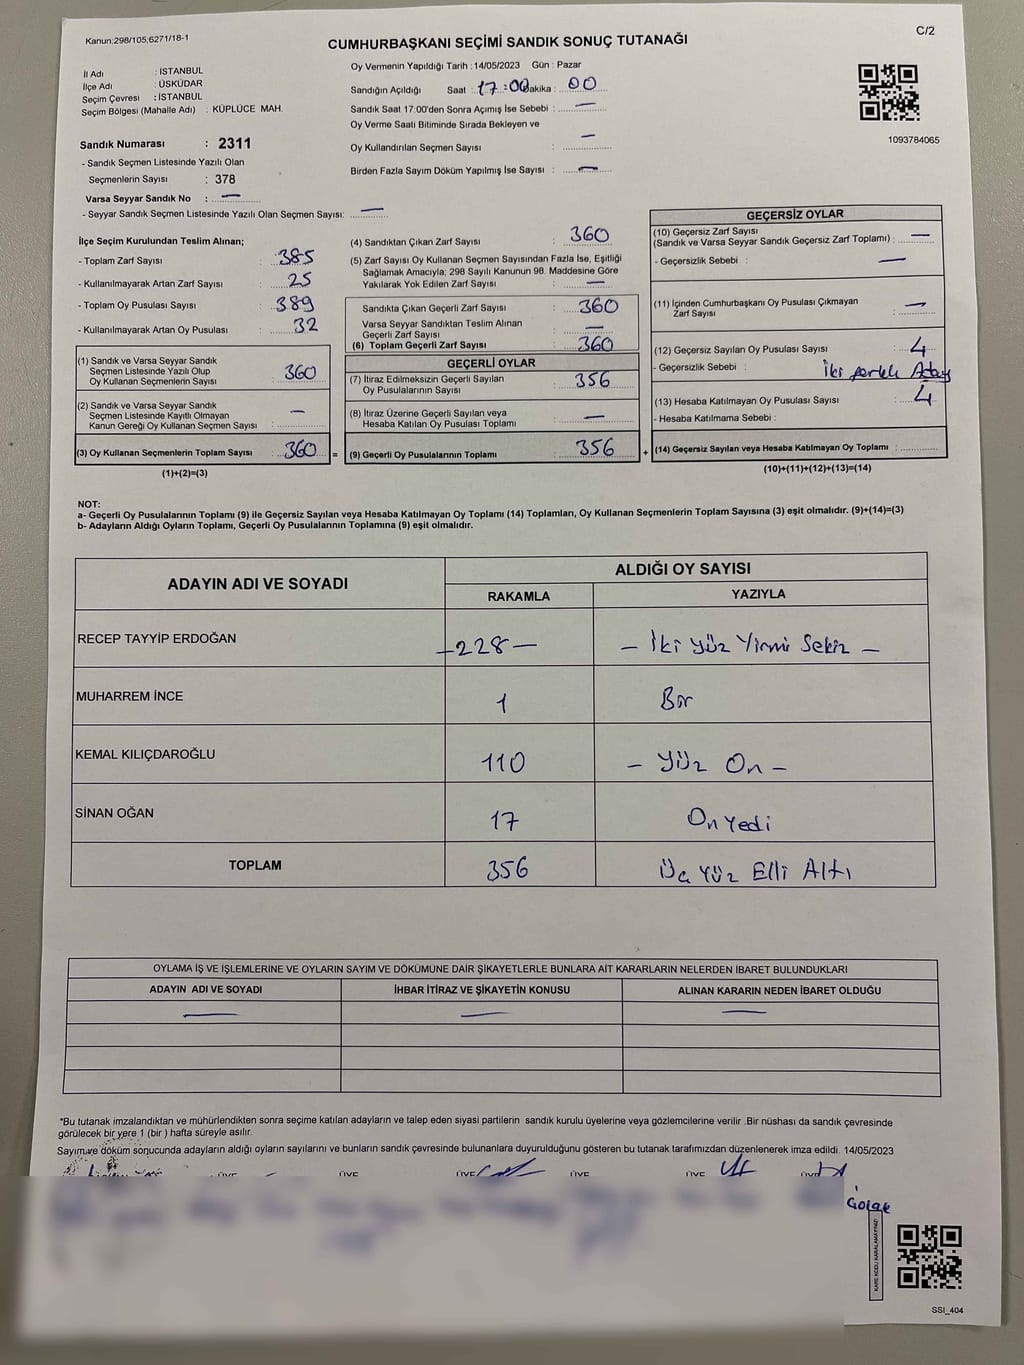 Kanun;298/105;6271/18-1
C/2
CUMHURBAŞKANI SEÇİMİ SANDIK SONUÇ TUTANAĞI
İl Adı : İSTANBUL
İlçe Adı : ÜSKÜDAR
Seçim Çevresi : İSTANBUL
Seçim Bölgesi (Mahalle Adı) : KÜPLÜCE MAH.
Sandık Numarası : 2311
- Sandık Seçmen Listesinde Yazılı Olan
Seçmenlerin Sayısı : 378
Varsa Seyyar Sandık No : —
- Seyyar Sandık Seçmen Listesinde Yazılı Olan Seçmen Sayısı: —
Oy Vermenin Yapıldığı Tarih : 14/05/2023 Gün : Pazar
Sandığın Açıldığı Saat : 17:00 Dakika : 00
Sandık Saat 17:00'den Sonra Açımış İse Sebebi : —
Oy Verme Saati Bitiminde Sırada Bekleyen ve
Oy Kullandırılan Seçmen Sayısı : —
Birden Fazla Sayım Döküm Yapılmış İse Sayısı : —
1093784065
İlçe Seçim Kurulundan Teslim Alınan;
- Toplam Zarf Sayısı : 385
- Kullanılmayarak Artan Zarf Sayısı : 25
- Toplam Oy Pusulası Sayısı : 389
- Kullanılmayarak Artan Oy Pusulası : 32
(1) Sandık ve Varsa Seyyar Sandık
Seçmen Listesinde Yazılı Olup
Oy Kullanan Seçmenlerin Sayısı : 360
(2) Sandık ve Varsa Seyyar Sandık
Seçmen Listesinde Kayıtlı Olmayan
Kanun Gereği Oy Kullanan Seçmen Sayısı : —
(3) Oy Kullanan Seçmenlerin Toplam Sayısı : 360 =
(1)+(2)=(3)
(4) Sandıktan Çıkan Zarf Sayısı : 360
(5) Zarf Sayısı Oy Kullanan Seçmen Sayısından Fazla İse, Eşitliği
Sağlamak Amacıyla; 298 Sayılı Kanunun 98. Maddesine Göre
Yakılarak Yok Edilen Zarf Sayısı : —
Sandıkta Çıkan Geçerli Zarf Sayısı : 360
Varsa Seyyar Sandıktan Teslim Alınan
Geçerli Zarf Sayısı : —
(6) Toplam Geçerli Zarf Sayısı : 360
GEÇERLİ OYLAR
(7) İtiraz Edilmeksizin Geçerli Sayılan
Oy Pusulalarının Sayısı : 356
(8) İtiraz Üzerine Geçerli Sayılan veya
Hesaba Katılan Oy Pusulası Toplamı : —
(9) Geçerli Oy Pusulalarının Toplamı : 356 +
GEÇERSİZ OYLAR
(10) Geçersiz Zarf Sayısı
(Sandık ve Varsa Seyyar Sandık Geçersiz Zarf Toplamı) : —
- Geçersizlik Sebebi : —
(11) İçinden Cumhurbaşkanı Oy Pusulası Çıkmayan
Zarf Sayısı : —
(12) Geçersiz Sayılan Oy Pusulası Sayısı : 4
- Geçersizlik Sebebi : İki farklı Aday
(13) Hesaba Katılmayan Oy Pusulası Sayısı : 4
- Hesaba Katılmama Sebebi :
(14) Geçersiz Sayılan veya Hesaba Katılmayan Oy Toplamı :
(10)+(11)+(12)+(13)=(14)
NOT:
a- Geçerli Oy Pusulalarının Toplamı (9) ile Geçersiz Sayılan veya Hesaba Katılmayan Oy Toplamı (14) Toplamları, Oy Kullanan Seçmenlerin Toplam Sayısına (3) eşit olmalıdır. (9)+(14)=(3)
b- Adayların Aldığı Oyların Toplamı, Geçerli Oy Pusulalarının Toplamına (9) eşit olmalıdır.
ADAYIN ADI VE SOYADI
ALDIĞI OY SAYISI
RAKAMLA YAZIYLA
RECEP TAYYİP ERDOĞAN —228— — İki Yüz Yirmi Sekiz —
MUHARREM İNCE 1 Bir
KEMAL KILIÇDAROĞLU 110 — Yüz On —
SİNAN OĞAN 17 On Yedi
TOPLAM 356 Üç Yüz Elli Altı
OYLAMA İŞ VE İŞLEMLERİNE VE OYLARIN SAYIM VE DÖKÜMÜNE DAİR ŞİKAYETLERLE BUNLARA AİT KARARLARIN NELERDEN İBARET BULUNDUKLARI
ADAYIN ADI VE SOYADI İHBAR İTİRAZ VE ŞİKAYETİN KONUSU ALINAN KARARIN NEDEN İBARET OLDUĞU
— — —
*Bu tutanak imzalandıktan ve mühürlendikten sonra seçime katılan adayların ve talep eden siyasi partilerin sandık kurulu üyelerine veya gözlemcilerine verilir .Bir nüshası da sandık çevresinde
görülecek bir yere 1 (bir ) hafta süreyle asılır.
Sayım ve döküm sonucunda adayların aldığı oyların sayılarını ve bunların sandık çevresinde bulunanlara duyurulduğunu gösteren bu tutanak tarafımızdan düzenlenerek imza edildi. 14/05/2023
ÜYE ÜYE ÜYE ÜYE ÜYE ÜYE
KARE KODU KARALAMAYINIZ!
SSI_404